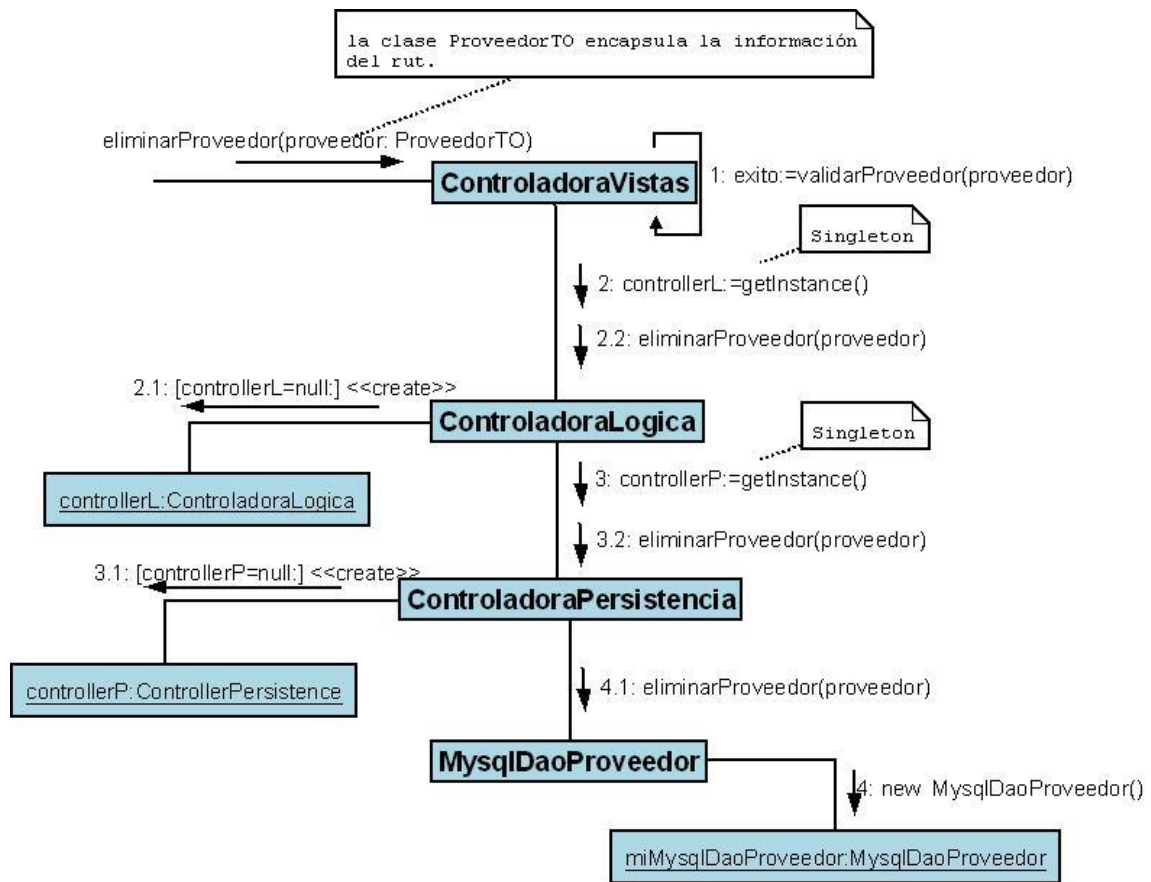 la clase ProveedorTO encapsula la información
del rut.
eliminarProveedor(proveedor: ProveedorTO)
ControladoraVistas
1: exito:=validarProveedor(proveedor)
Singleton
2: controllerL:=getInstance()
2.2: eliminarProveedor(proveedor)
2.1: [controllerL=null:] <<create>>
ControladoraLogica
Singleton
controllerL:ControladoraLogica
3: controllerP:=getInstance()
3.2: eliminarProveedor(proveedor)
3.1: [controllerP=null:] <<create>>
ControladoraPersistencia
controllerP:ControllerPersistence
4.1: eliminarProveedor(proveedor)
MysqlDaoProveedor
4: new MysqlDaoProveedor()
miMysqlDaoProveedor:MysqlDaoProveedor